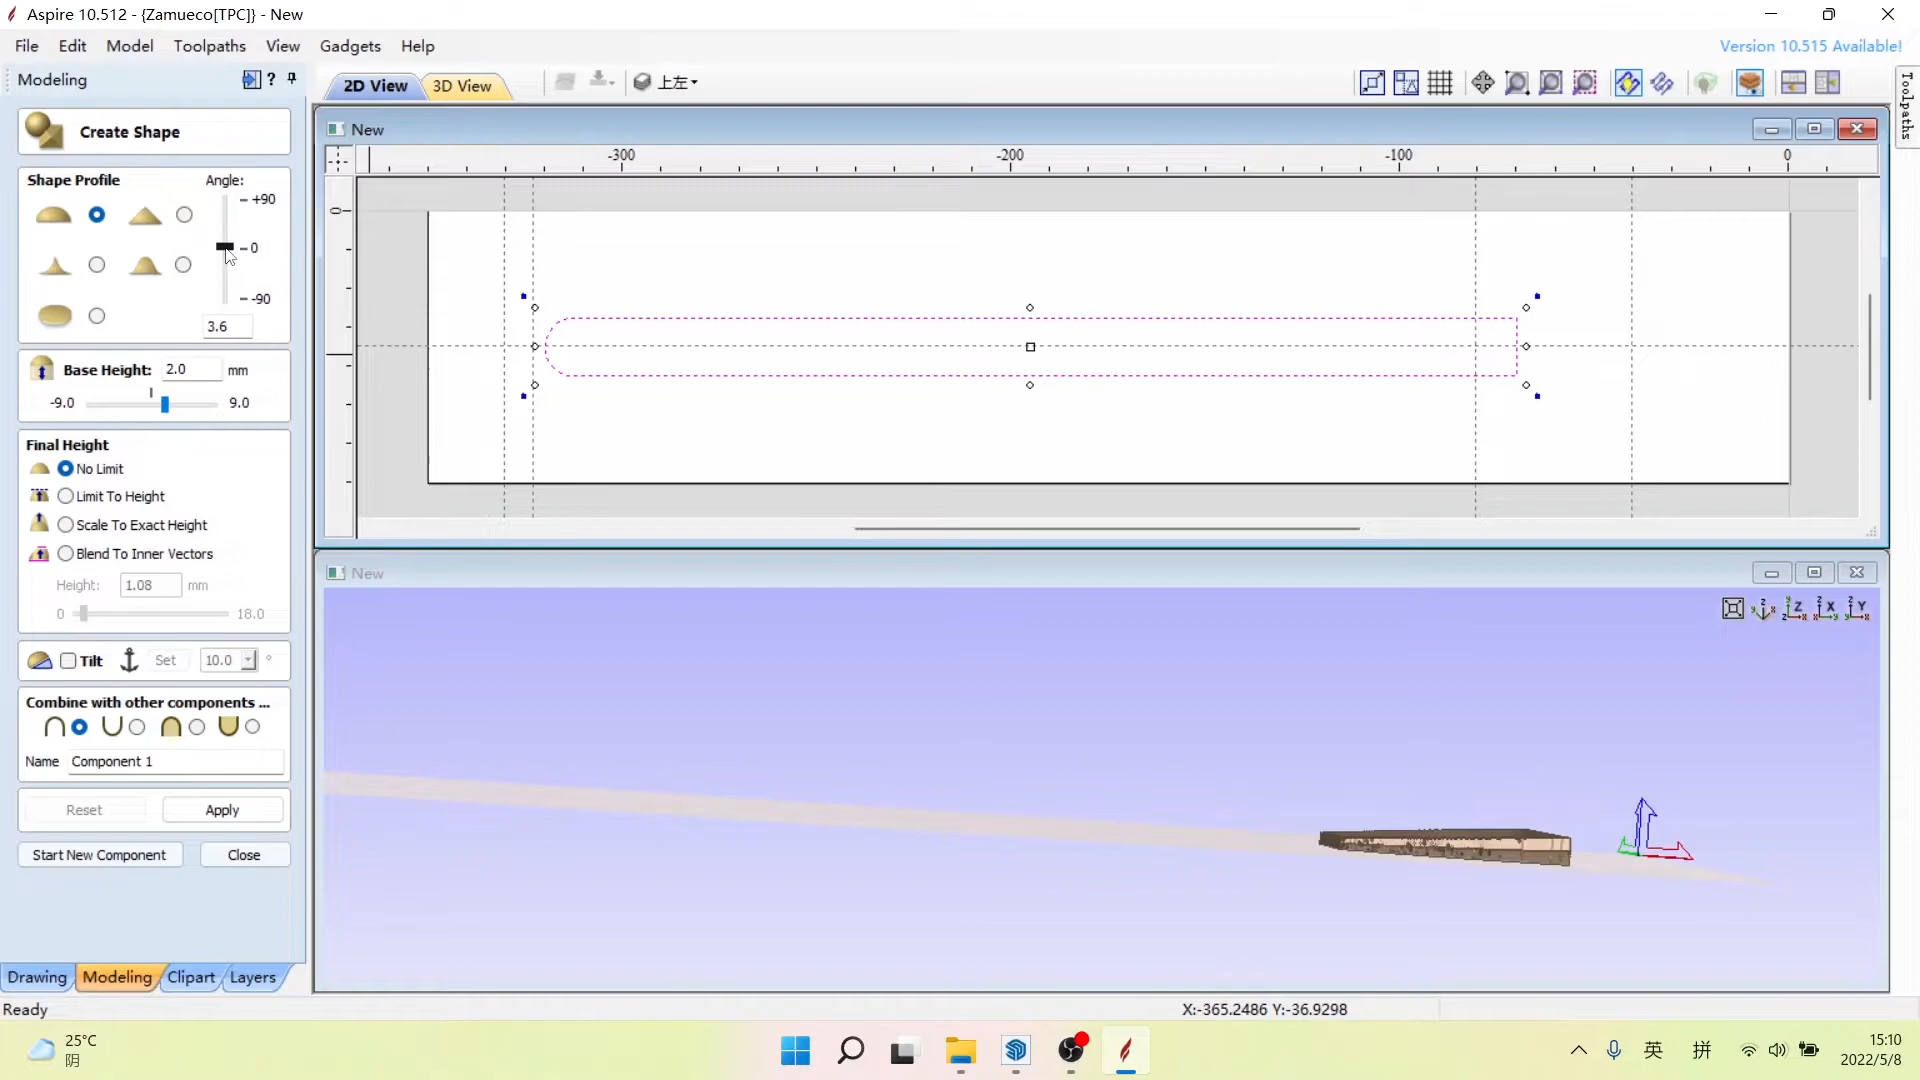 Aspire 10.512 - {Zamueco[TPC]} - New
File Edit Model Toolpaths View Gadgets Help
Version 10.515 Available!
Modeling ?
2D View 3D View 上左
Toolpaths
Create Shape
New
-300 -200 -100 0
0
Shape Profile Angle:
+90
0
-90
3.6
Base Height: 2.0 mm
-9.0 9.0
Final Height
No Limit
Limit To Height
Scale To Exact Height
Blend To Inner Vectors
Height: 1.08 mm
0 18.0
New
Tilt Set 10.0 °
Combine with other components ...
Name Component 1
Reset Apply
Start New Component Close
Drawing Modeling Clipart Layers
Ready X:-365.2486 Y:-36.9298
25°C
阴
英 拼
15:10
2022/5/8